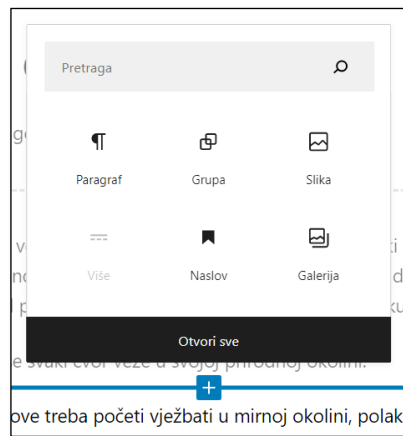 Pretraga
Paragraf
Grupa
Slika
Više
Naslov
Galerija
Otvori sve
e svaki čvor veže u svojoj prirodnoj okolini.
ove treba početi vježbati u mirnoj okolini, polak